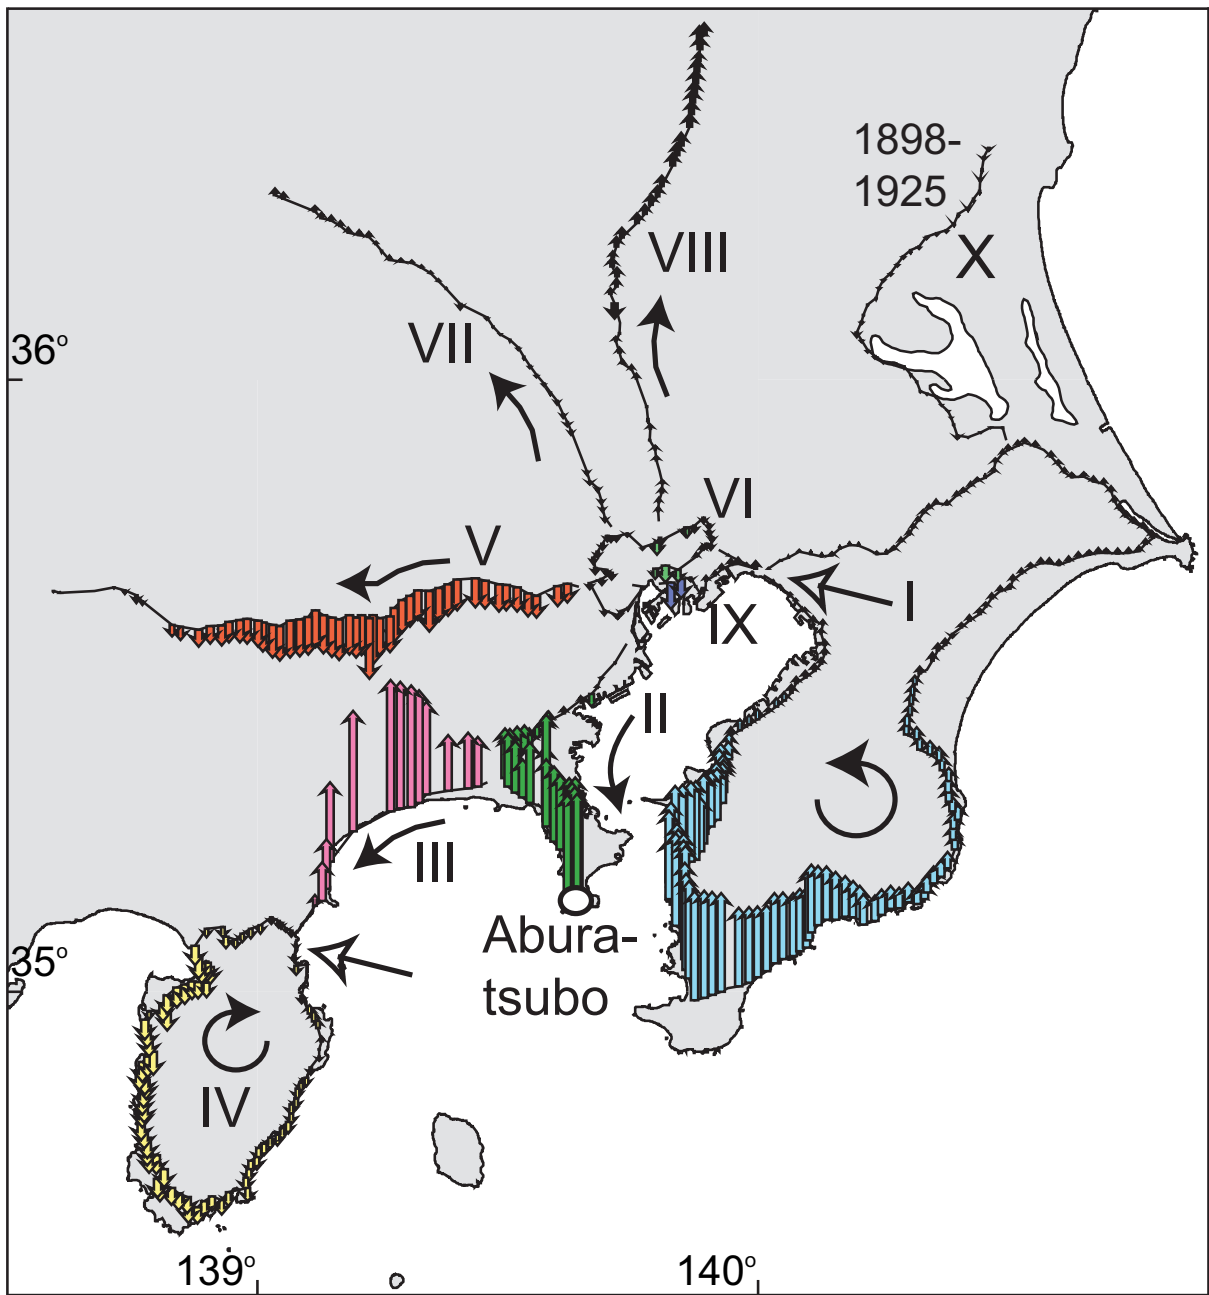 1898-
1925
VIII
X
36°
VII
VI
V
I
IX
II
III
Abura-
tsubo
35°
IV
139°
140°